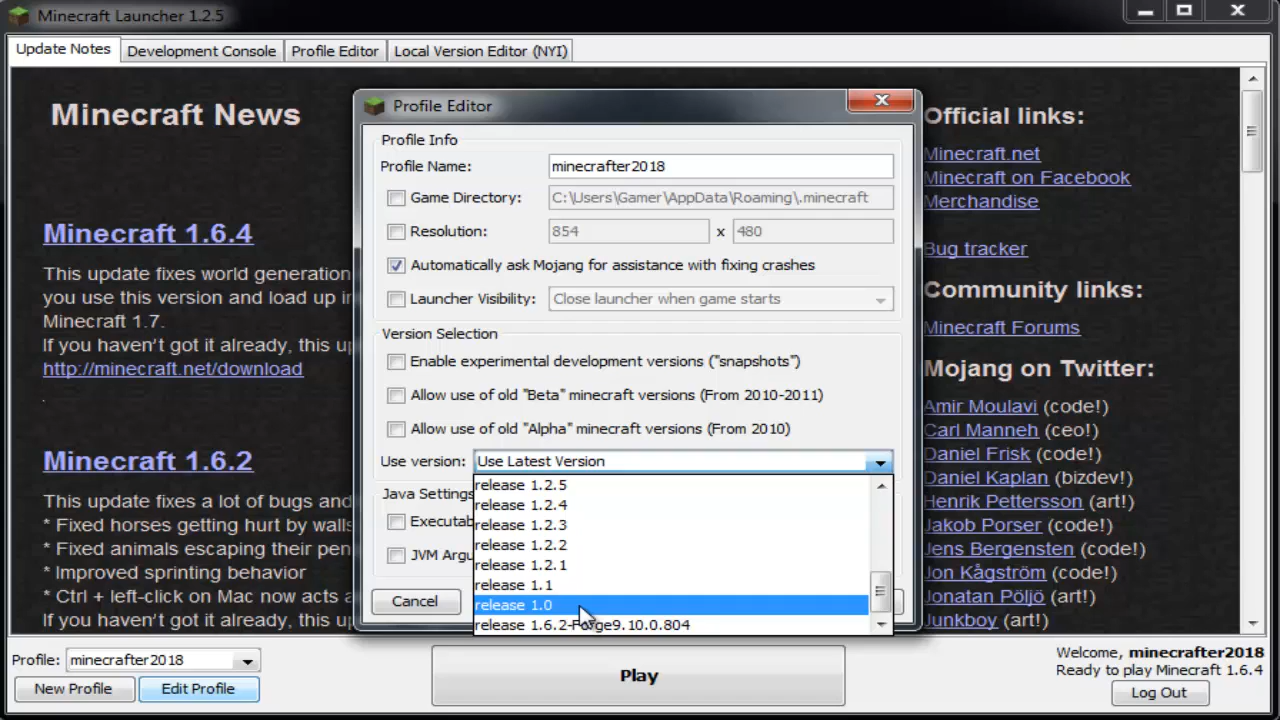 Minecraft Launcher 1.2.5
Update Notes
Development Console
Profile Editor
Local Version Editor (NYI)
Minecraft News
Minecraft 1.6.4
This update fixes world generation
you use this version and load up in
Minecraft 1.7.
If you haven't got it already, this up
http://minecraft.net/download
Minecraft 1.6.2
This update fixes a lot of bugs and
* Fixed horses getting hurt by walls
* Fixed animals escaping their pen
* Improved sprinting behavior
* Ctrl + left-click on Mac now acts a
If you haven't got it already, this up
Profile Editor
Profile Info
Profile Name: minecrafter2018
Game Directory: C:\Users\Gamer\AppData\Roaming\.minecraft
Resolution: 854 x 480
Automatically ask Mojang for assistance with fixing crashes
Launcher Visibility: Close launcher when game starts
Version Selection
Enable experimental development versions ("snapshots")
Allow use of old "Beta" minecraft versions (From 2010-2011)
Allow use of old "Alpha" minecraft versions (From 2010)
Use version: Use Latest Version
release 1.2.5
release 1.2.4
release 1.2.3
release 1.2.2
release 1.2.1
release 1.1
release 1.0
release 1.6.2-Forge9.10.0.804
Java Settings
Executab
JVM Argu
Cancel
Official links:
Minecraft.net
Minecraft on Facebook
Merchandise
Bug tracker
Community links:
Minecraft Forums
Mojang on Twitter:
Amir Moulavi (code!)
Carl Manneh (ceo!)
Daniel Frisk (code!)
Daniel Kaplan (bizdev!)
Henrik Pettersson (art!)
Jakob Porser (code!)
Jens Bergensten (code!)
Jon Kågström (code!)
Jonatan Pöljö (art!)
Junkboy (art!)
Profile: minecrafter2018
New Profile
Edit Profile
Play
Welcome, minecrafter2018
Ready to play Minecraft 1.6.4
Log Out